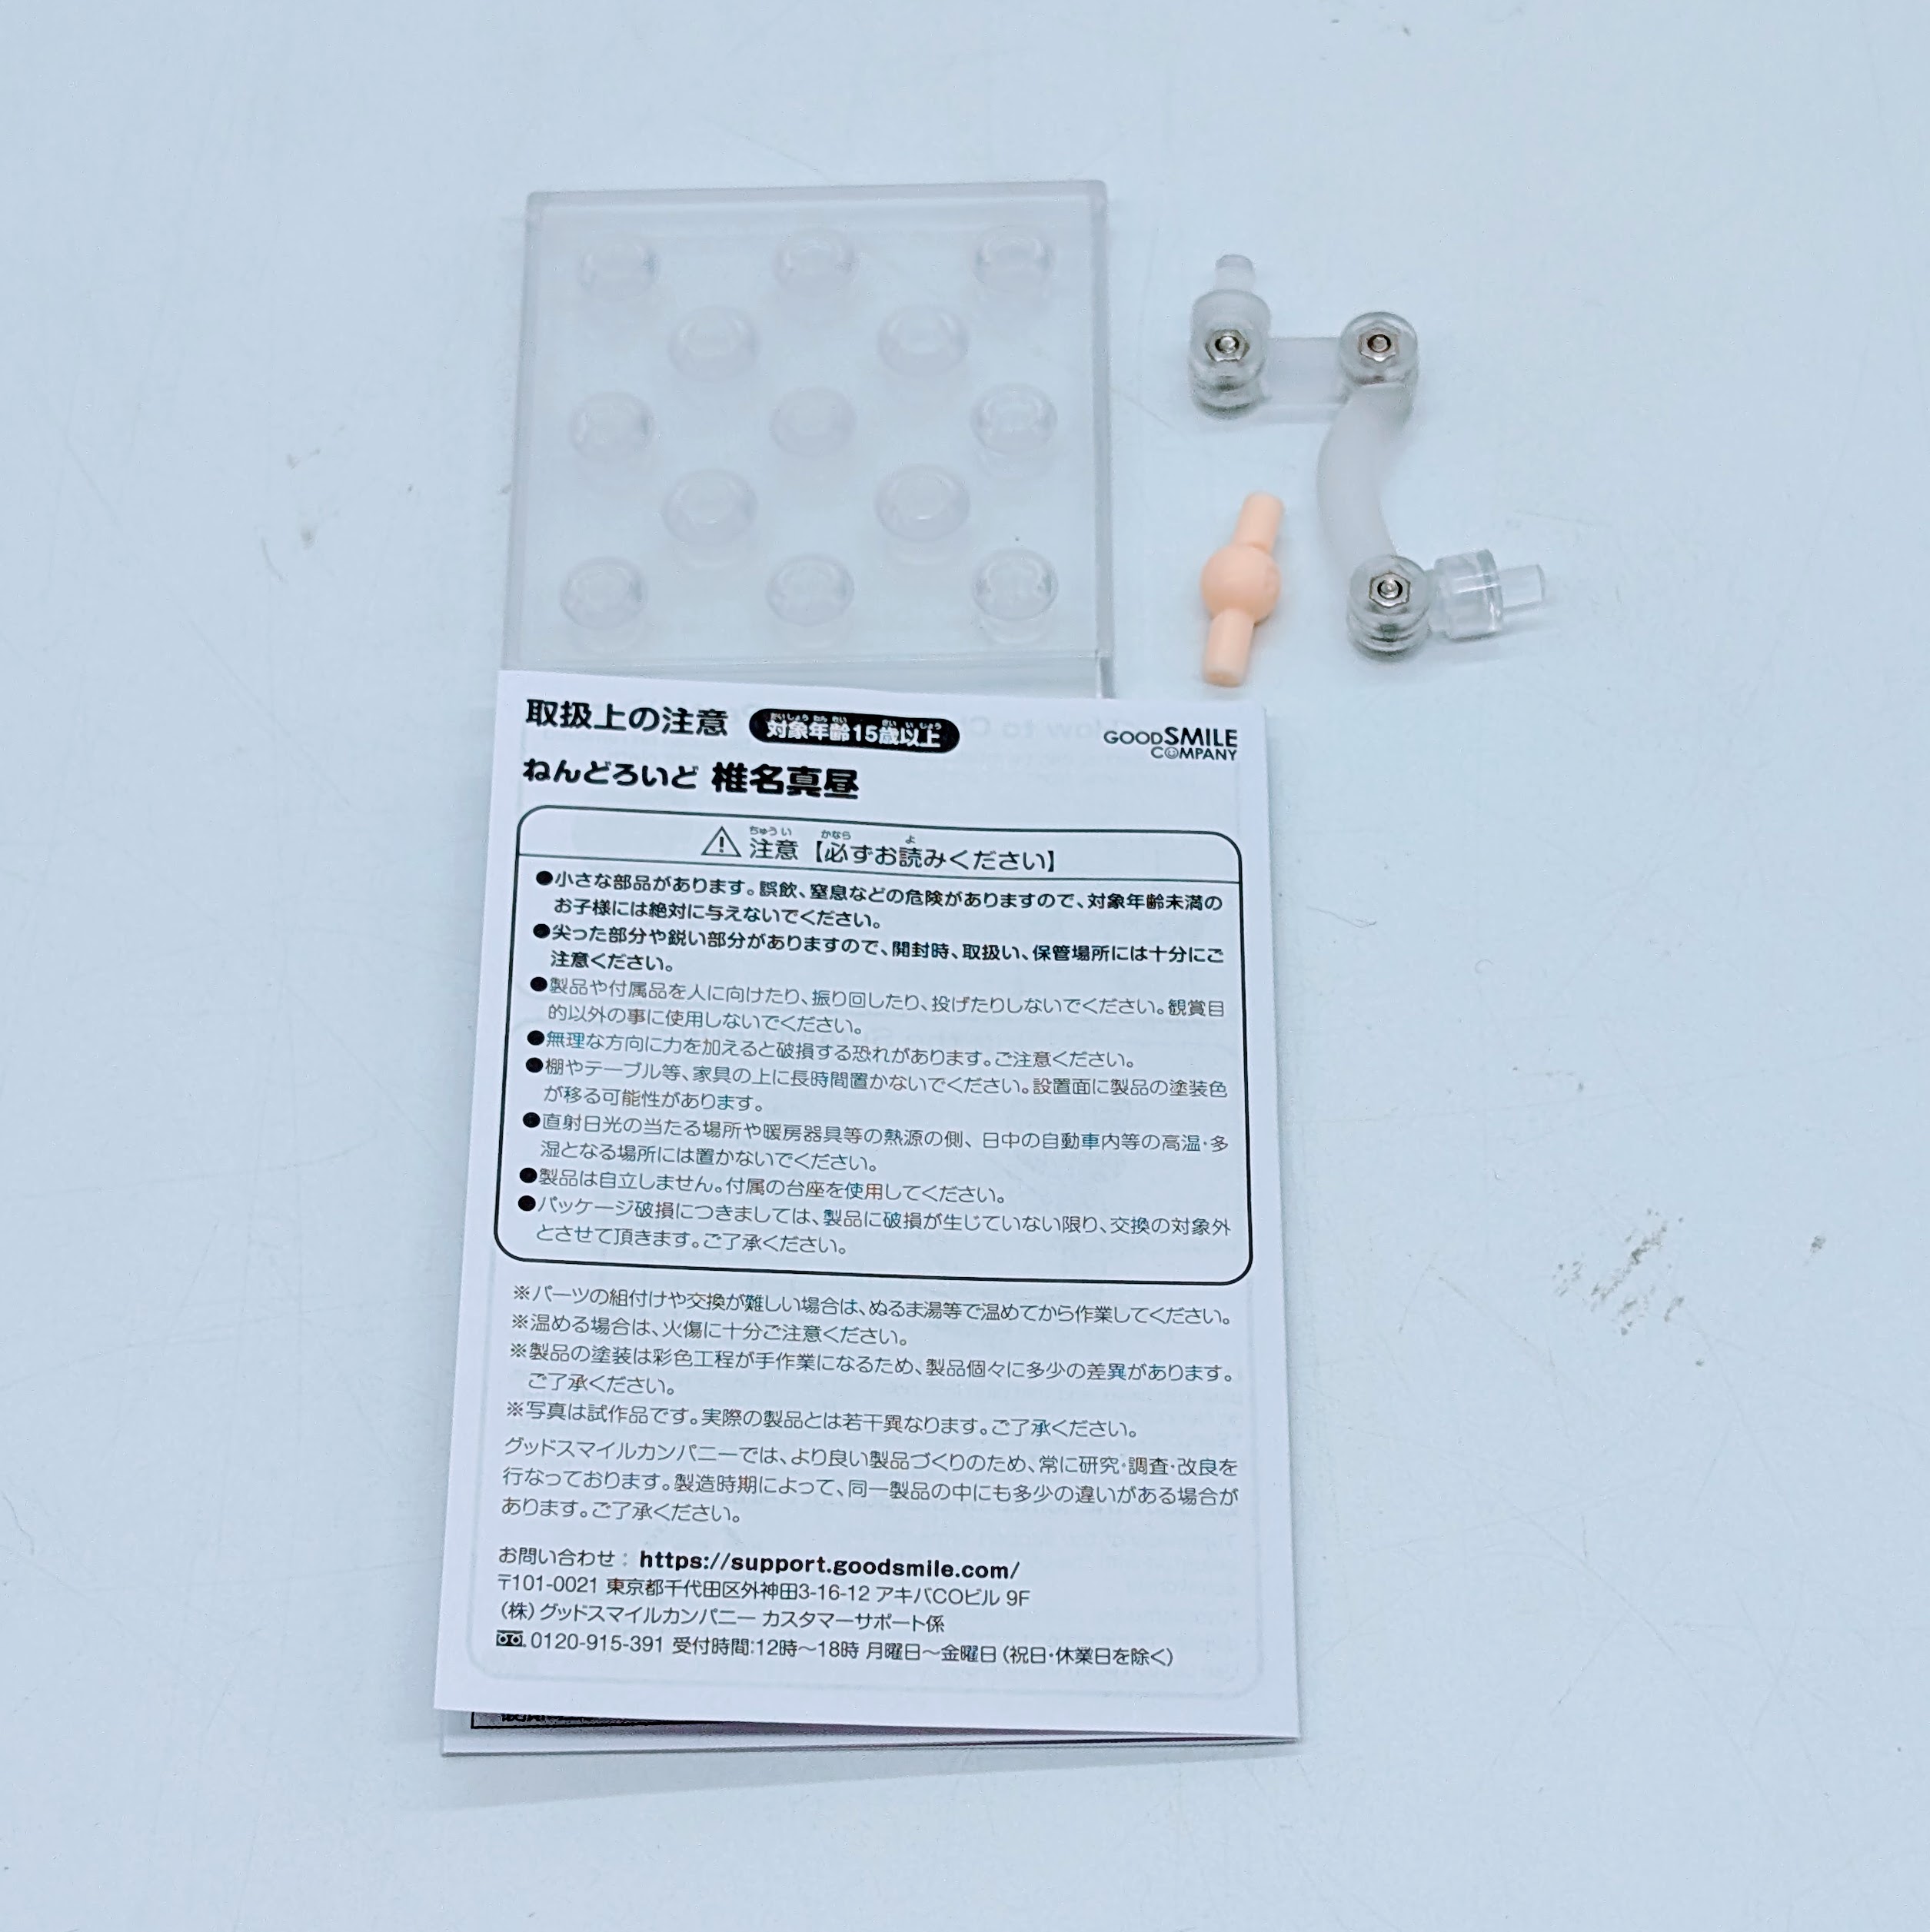 取扱上の注意
たいしょうねんれい さいいじょう
対象年齢15歳以上
GOODSMILE
COMPANY
ねんどろいど 椎名真昼
ちゅうい かなら よ
注意【必ずお読みください】
●小さな部品があります。誤飲、窒息などの危険がありますので、対象年齢未満の
お子様には絶対に与えないでください。
●尖った部分や鋭い部分がありますので、開封時、取扱い、保管場所には十分にご
注意ください。
●製品や付属品を人に向けたり、振り回したり、投げたりしないでください。観賞目
的以外の事に使用しないでください。
●無理な方向に力を加えると破損する恐れがあります。ご注意ください。
●棚やテーブル等、家具の上に長時間置かないでください。設置面に製品の塗装色
が移る可能性があります。
●直射日光の当たる場所や暖房器具等の熱源の側、日中の自動車内等の高温・多
湿となる場所には置かないでください。
●製品は自立しません。付属の台座を使用してください。
●パッケージ破損につきましては、製品に破損が生じていない限り、交換の対象外
とさせて頂きます。ご了承ください。
※パーツの組付けや交換が難しい場合は、ぬるま湯等で温めてから作業してください。
※温める場合は、火傷に十分ご注意ください。
※製品の塗装は彩色工程が手作業になるため、製品個々に多少の差異があります。
ご了承ください。
※写真は試作品です。実際の製品とは若干異なります。ご了承ください。
グッドスマイルカンパニーでは、より良い製品づくりのため、常に研究・調査・改良を
行なっております。製造時期によって、同一製品の中にも多少の違いがある場合が
あります。ご了承ください。
お問い合わせ：https://support.goodsmile.com/
〒101-0021 東京都千代田区外神田3-16-12 アキバCOビル 9F
（株）グッドスマイルカンパニー カスタマーサポート係
0120-915-391 受付時間：12時～18時 月曜日～金曜日（祝日・休業日を除く）